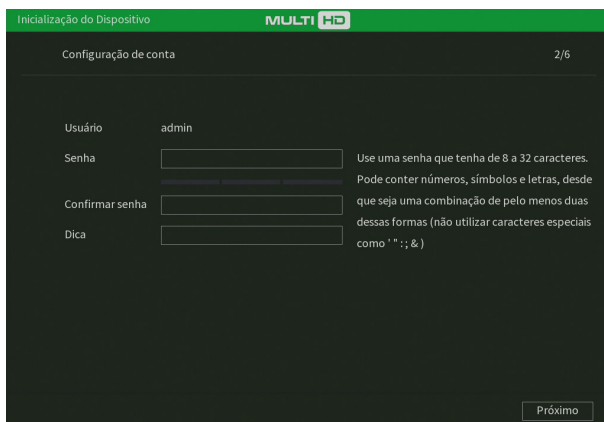 Inicialização do Dispositivo
MULTI HD
Configuração de conta 2/6
Usuário admin
Senha
Use uma senha que tenha de 8 a 32 caracteres.
Pode conter números, símbolos e letras, desde
que seja uma combinação de pelo menos duas
dessas formas (não utilizar caracteres especiais
como ' " : ; & )
Confirmar senha
Dica
Próximo